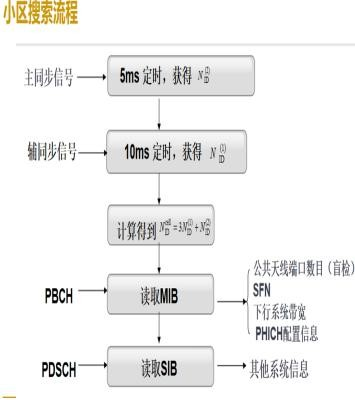 小区搜索流程
主同步信号
5ms 定时，获得 N_ID^(2)
辅同步信号
10ms 定时，获得 N_ID^(1)
计算得到 N_ID^cell = 3N_ID^(1) + N_ID^(2)
PBCH
读取MIB
公共天线端口数目（盲检）
SFN
下行系统带宽
PHICH配置信息
PDSCH
读取SIB
其他系统信息